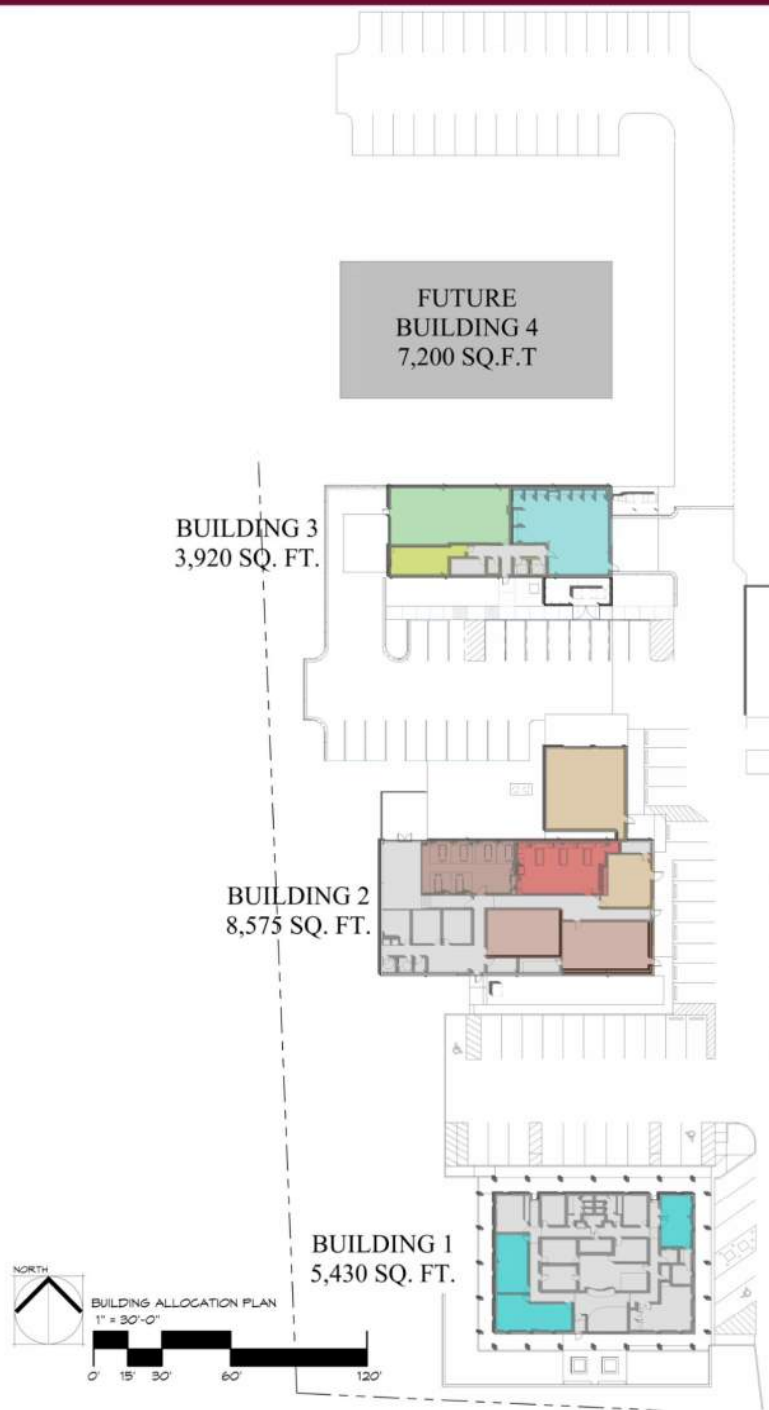 FUTURE
BUILDING 4
7,200 SQ.F.T
BUILDING 3
3,920 SQ. FT.
BUILDING 2
8,575 SQ. FT.
BUILDING 1
5,430 SQ. FT.
NORTH
BUILDING ALLOCATION PLAN
1" = 30'-0"
0' 15' 30' 60' 120'